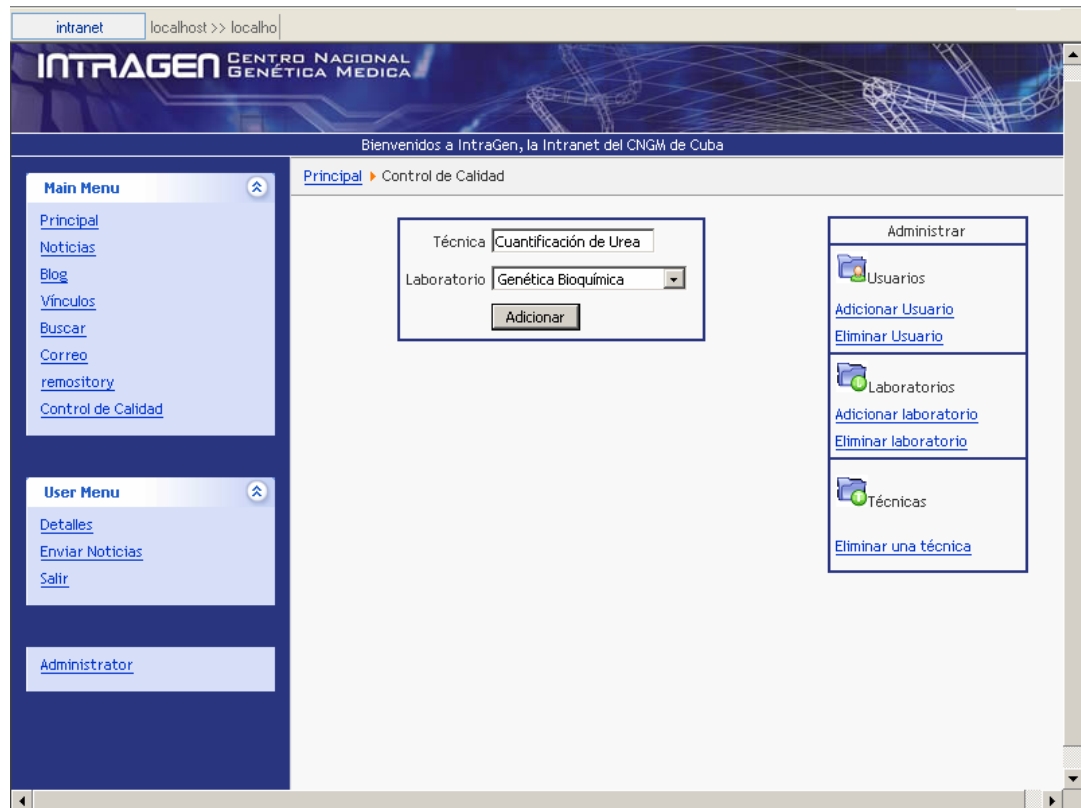 intranet
localhost >> localho
INTRAGEN CENTRO NACIONAL
GENÉTICA MEDICA
Bienvenidos a IntraGen, la Intranet del CNGM de Cuba
Main Menu
Principal
Noticias
Blog
Vínculos
Buscar
Correo
remository
Control de Calidad
User Menu
Detalles
Enviar Noticias
Salir
Administrator
Principal Control de Calidad
Técnica Cuantificación de Urea
Laboratorio Genética Bioquímica
Adicionar
Administrar
Usuarios
Adicionar Usuario
Eliminar Usuario
Laboratorios
Adicionar laboratorio
Eliminar laboratorio
Técnicas
Eliminar una técnica